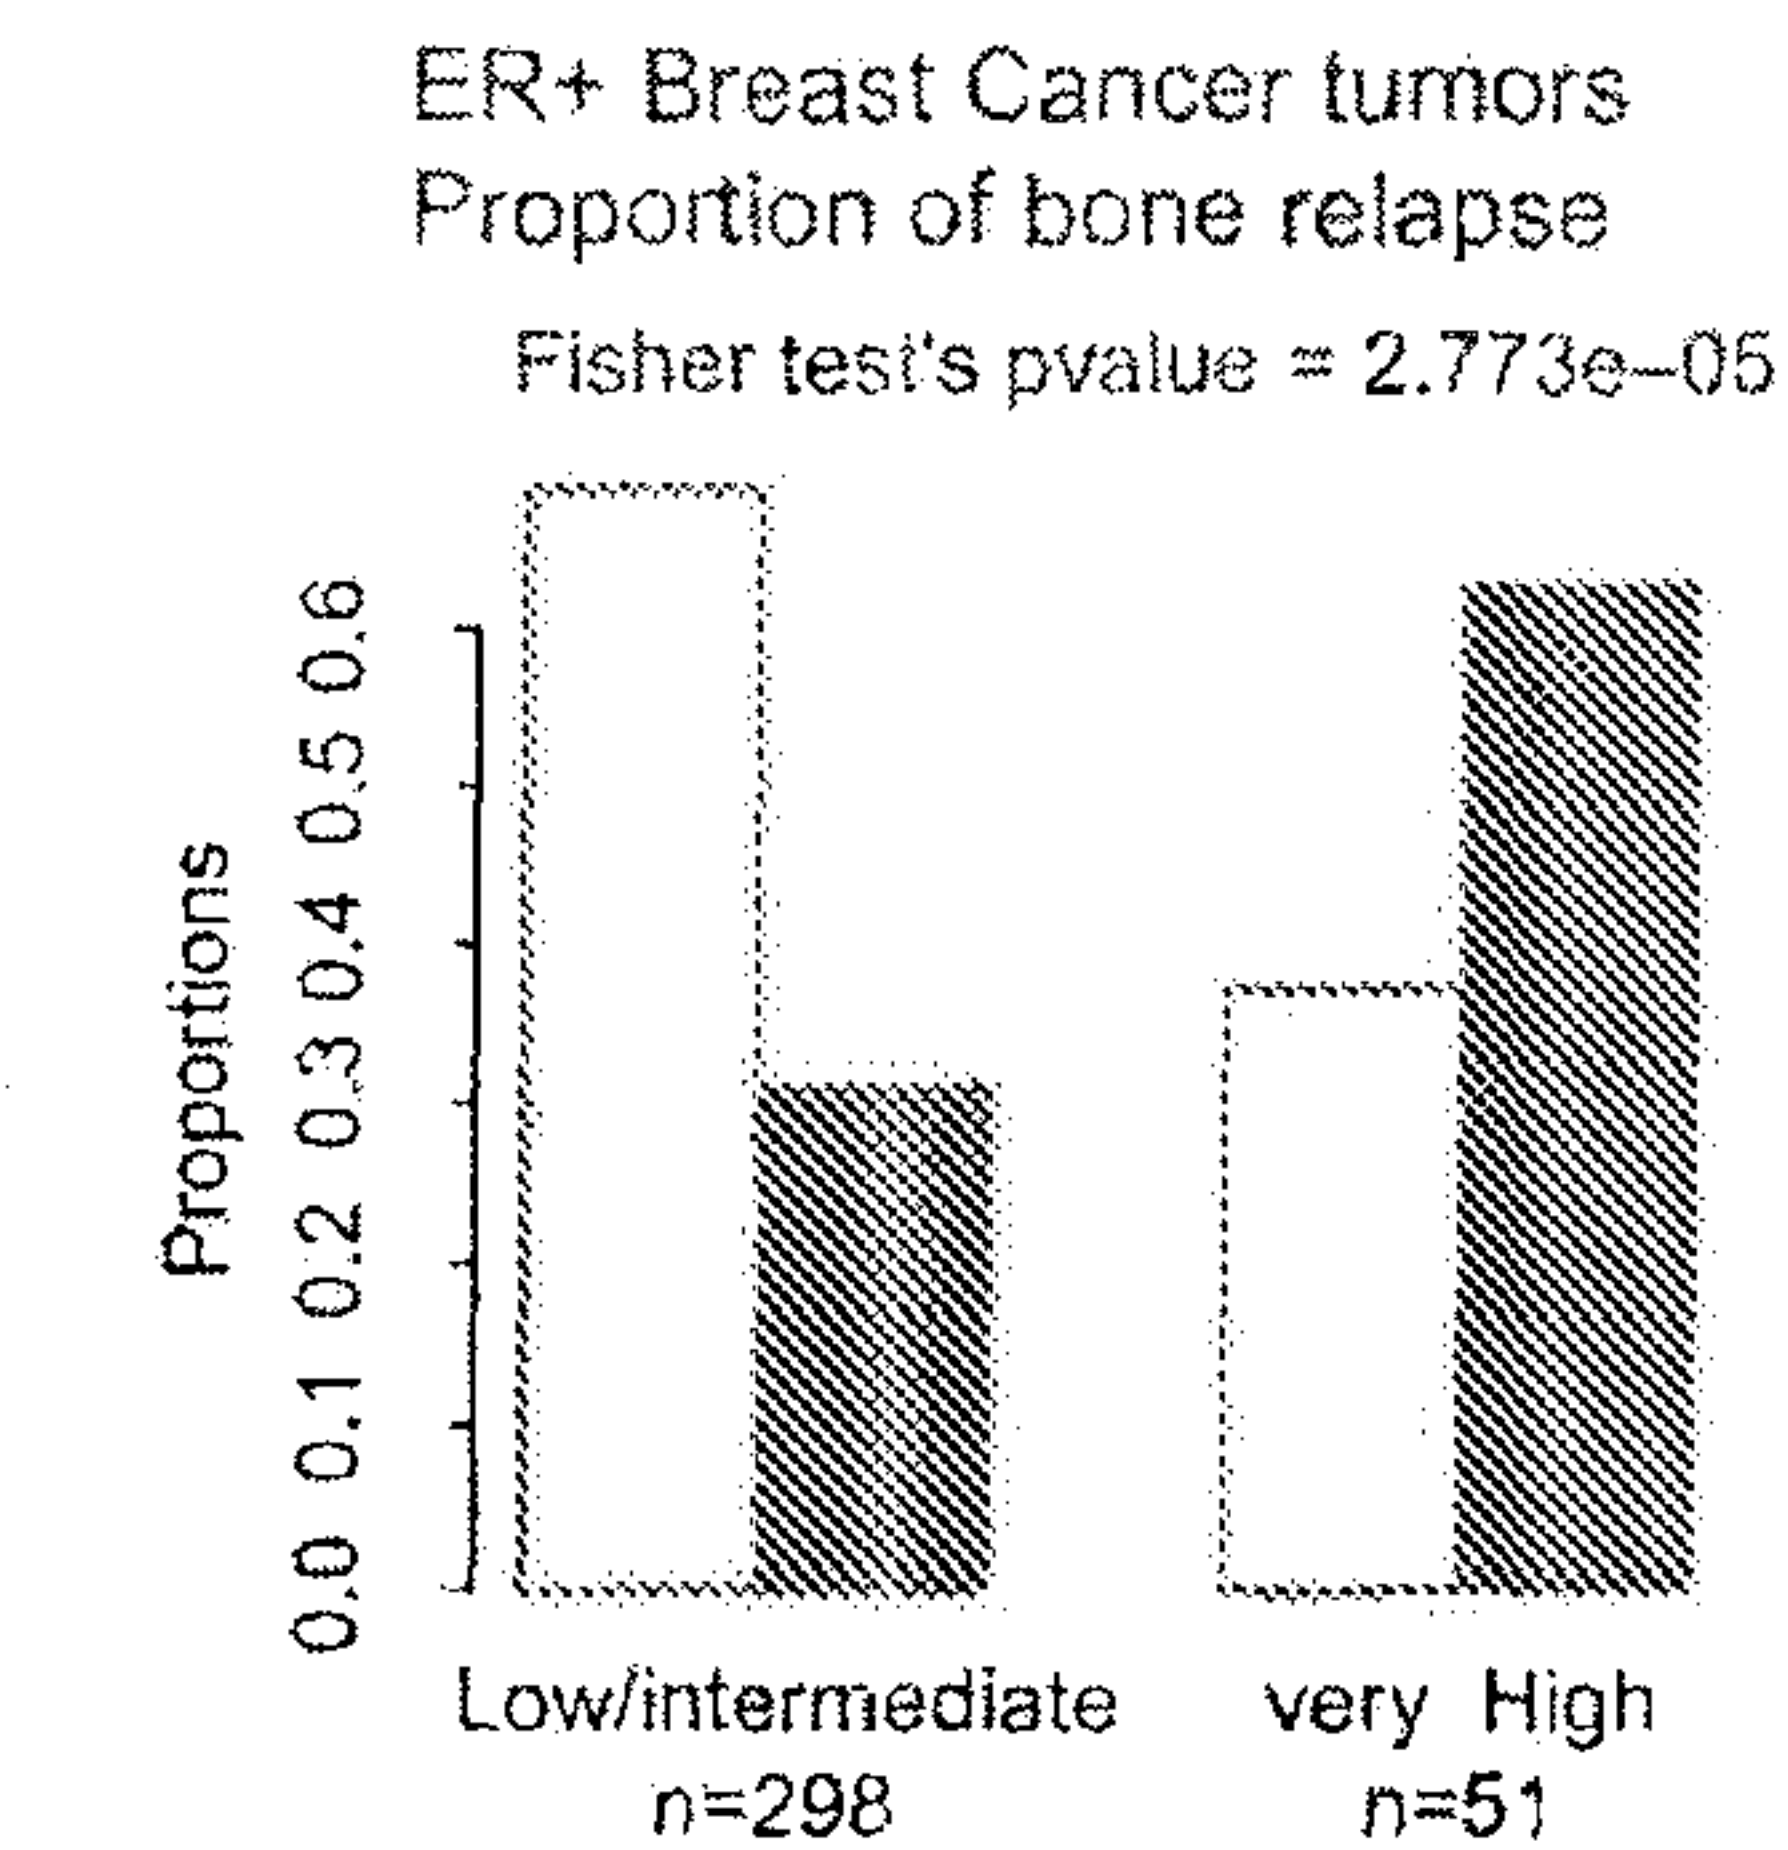 ER+ Breast Cancer tumors
Proportion of bone relapse
Fisher test's pvalue = 2.773e–05
Proportions
0.0 0.1 0.2 0.3 0.4 0.5 0.6
Low/intermediate very High
n=298 n=51